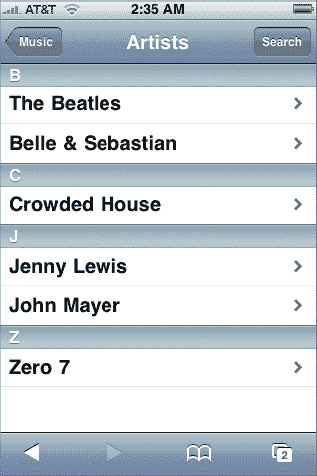 AT&T 2:35 AM
Music Artists Search
B
The Beatles
Belle & Sebastian
C
Crowded House
J
Jenny Lewis
John Mayer
Z
Zero 7
2